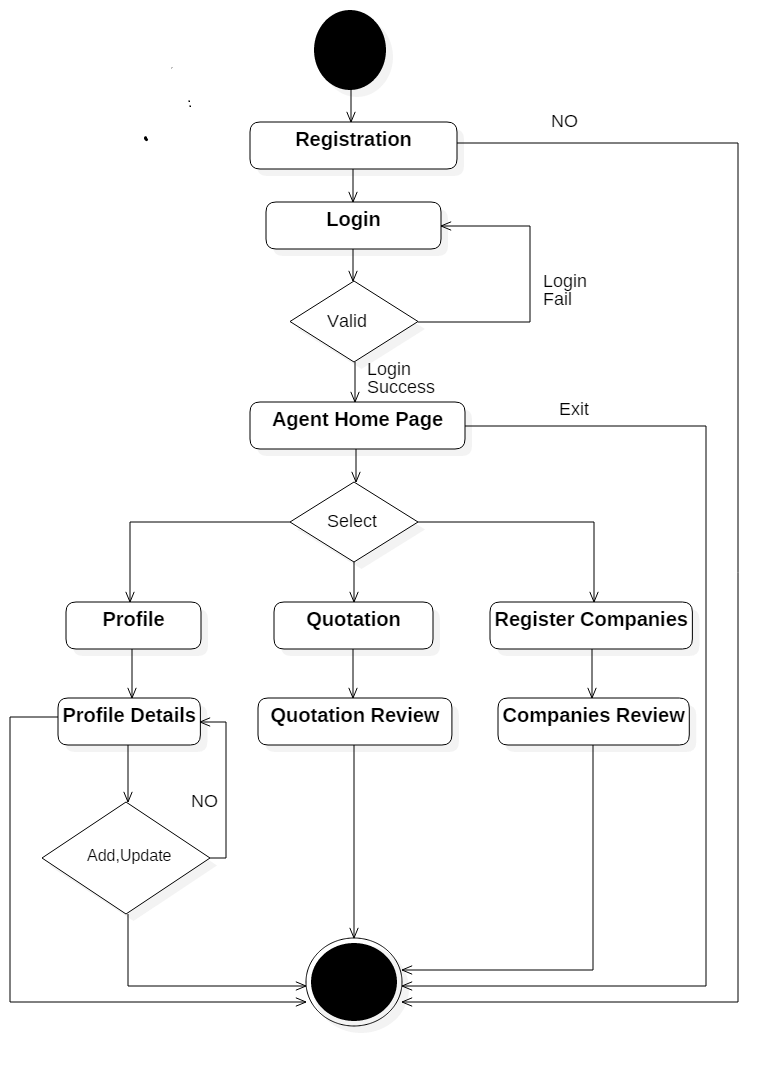 NO
Registration
Login
Login
Fail
Valid
Login
Success
Agent Home Page
Exit
Select
Profile
Quotation
Register Companies
Profile Details
Quotation Review
Companies Review
NO
Add,Update